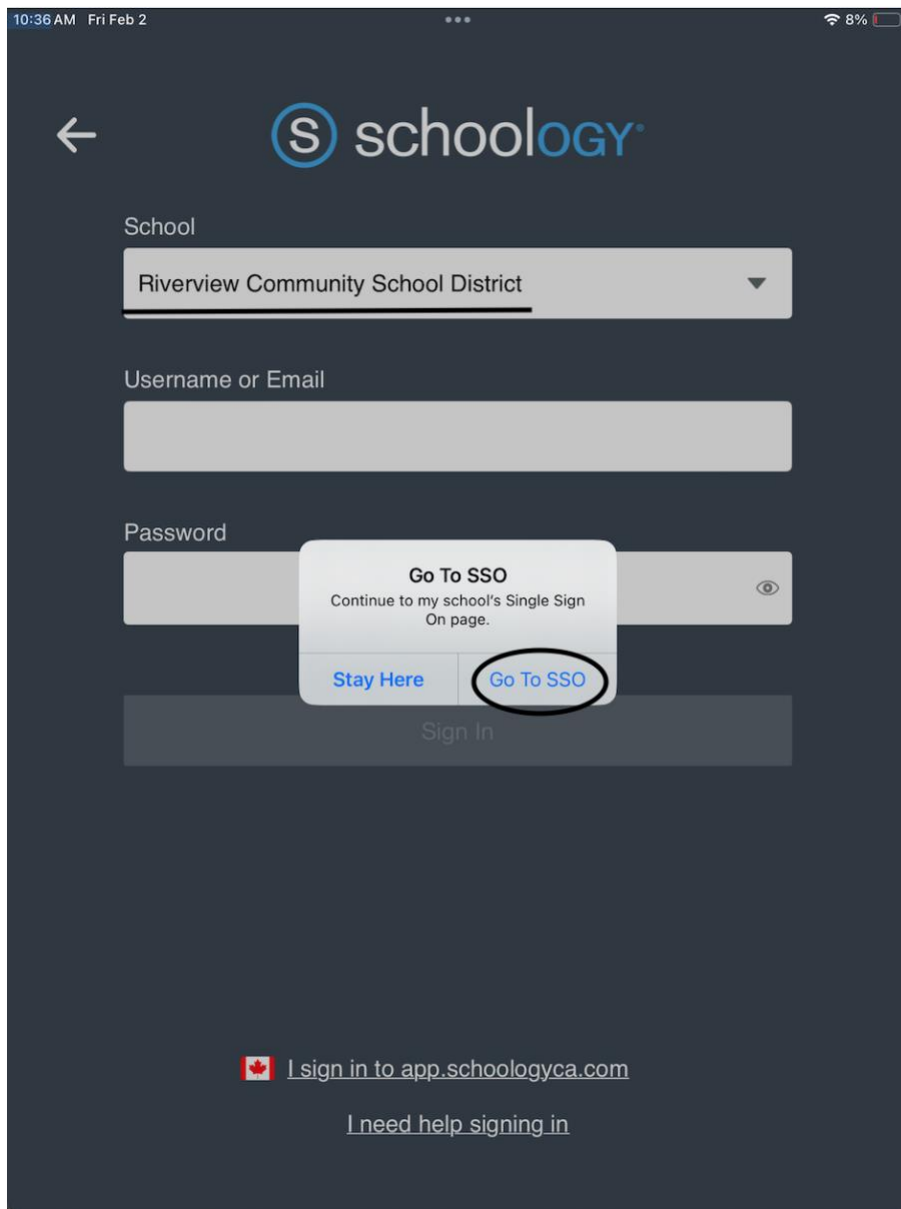 10:36 AM Fri Feb 2 8%
S schoology
School
Riverview Community School District
Username or Email
Password
Go To SSO
Continue to my school's Single Sign
On page.
Stay Here Go To SSO
Sign In
I sign in to app.schoologyca.com
I need help signing in